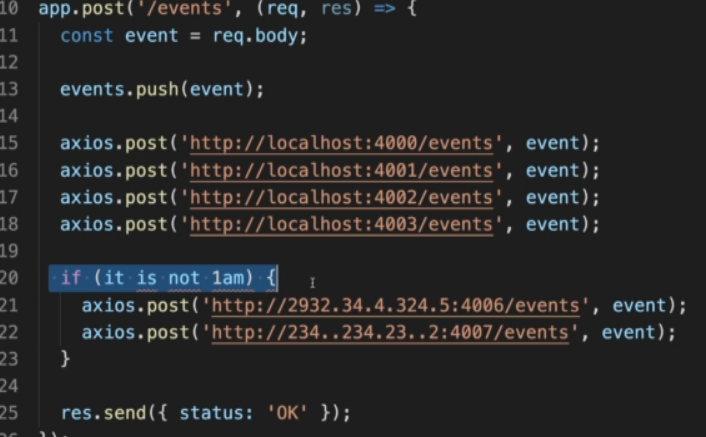 10 app.post('/events', (req, res) => {
11 const event = req.body;
12
13 events.push(event);
14
15 axios.post('http://localhost:4000/events', event);
16 axios.post('http://localhost:4001/events', event);
17 axios.post('http://localhost:4002/events', event);
18 axios.post('http://localhost:4003/events', event);
19
20 if (it is not 1am) {
21 axios.post('http://2932.34.4.324.5:4006/events', event);
22 axios.post('http://234..234.23..2:4007/events', event);
23 }
24
25 res.send({ status: 'OK' });
26 });